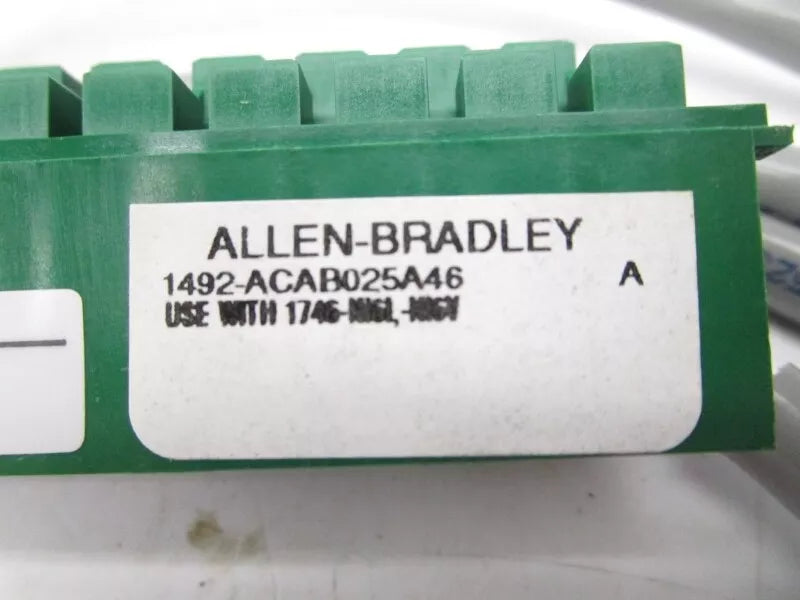 ALLEN-BRADLEY
1492-ACAB025A46 A
USE WITH